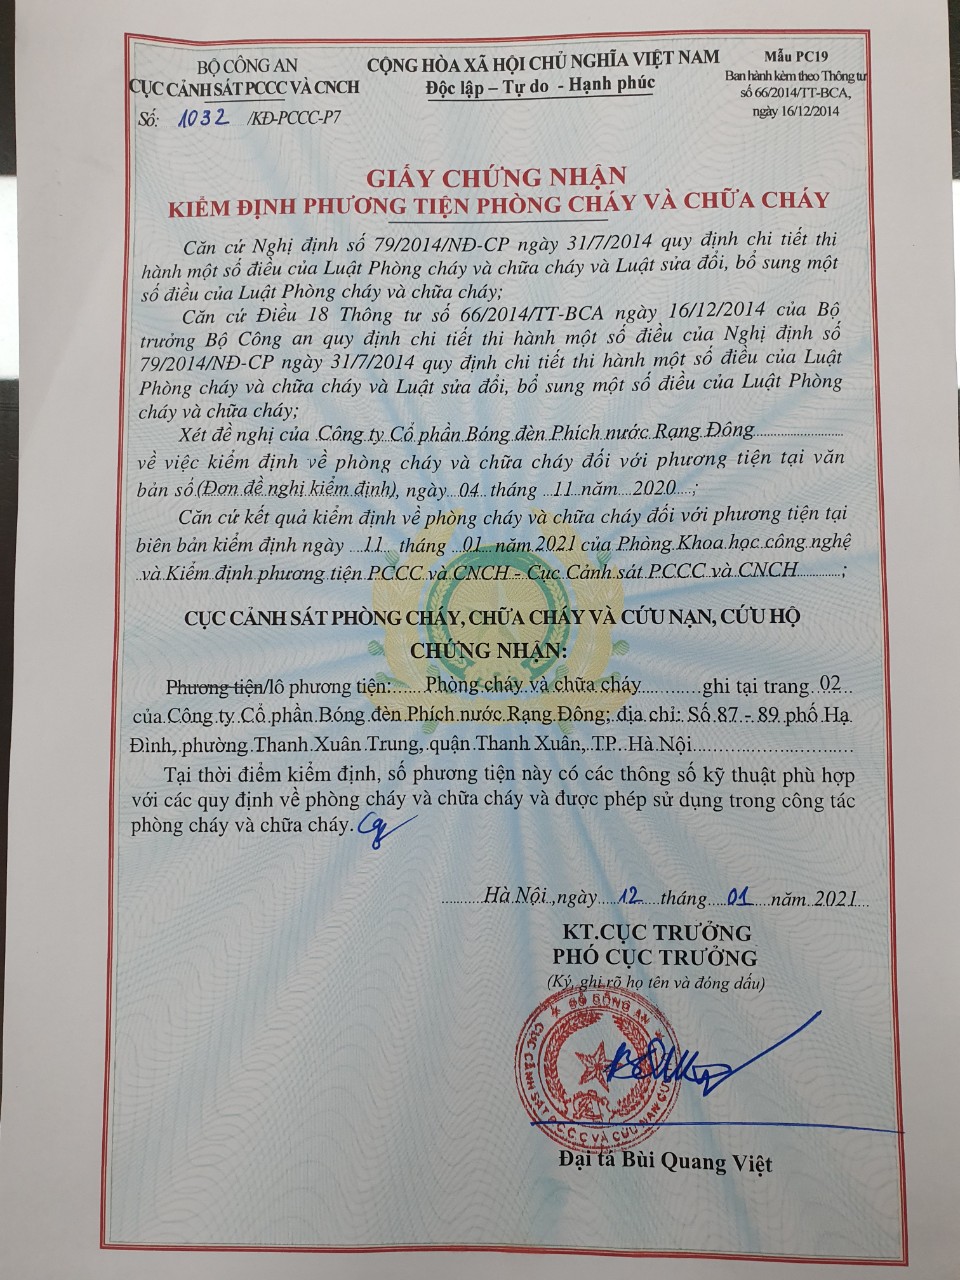 BỘ CÔNG AN
CỤC CẢNH SÁT PCCC VÀ CNCH
Số: 1032 /KĐ-PCCC-P7
CỘNG HÒA XÃ HỘI CHỦ NGHĨA VIỆT NAM
Độc lập – Tự do - Hạnh phúc
Mẫu PC19
Ban hành kèm theo Thông tư
số 66/2014/TT-BCA,
ngày 16/12/2014
GIẤY CHỨNG NHẬN
KIỂM ĐỊNH PHƯƠNG TIỆN PHÒNG CHÁY VÀ CHỮA CHÁY
Căn cứ Nghị định số 79/2014/NĐ-CP ngày 31/7/2014 quy định chi tiết thi
hành một số điều của Luật Phòng cháy và chữa cháy và Luật sửa đổi, bổ sung một
số điều của Luật Phòng cháy và chữa cháy;
Căn cứ Điều 18 Thông tư số 66/2014/TT-BCA ngày 16/12/2014 của Bộ
trưởng Bộ Công an quy định chi tiết thi hành một số điều của Nghị định số
79/2014/NĐ-CP ngày 31/7/2014 quy định chi tiết thi hành một số điều của Luật
Phòng cháy và chữa cháy và Luật sửa đổi, bổ sung một số điều của Luật Phòng
cháy và chữa cháy;
Xét đề nghị của Công ty Cổ phần Bóng đèn Phích nước Rạng Đông
về việc kiểm định về phòng cháy và chữa cháy đối với phương tiện tại văn
bản số (Đơn đề nghị kiểm định), ngày 04 tháng 11 năm 2020 ;
Căn cứ kết quả kiểm định về phòng cháy và chữa cháy đối với phương tiện tại
biên bản kiểm định ngày 11 tháng 01 năm 2021 của Phòng Khoa học công nghệ
và Kiểm định phương tiện PCCC và CNCH - Cục Cảnh sát PCCC và CNCH ;
CỤC CẢNH SÁT PHÒNG CHÁY, CHỮA CHÁY VÀ CỨU NẠN, CỨU HỘ
CHỨNG NHẬN:
Phương tiện/lô phương tiện: Phòng cháy và chữa cháy ghi tại trang 02
của Công ty Cổ phần Bóng đèn Phích nước Rạng Đông; địa chỉ: Số 87 - 89 phố Hạ
Đình, phường Thanh Xuân Trung, quận Thanh Xuân, TP. Hà Nội
Tại thời điểm kiểm định, số phương tiện này có các thông số kỹ thuật phù hợp
với các quy định về phòng cháy và chữa cháy và được phép sử dụng trong công tác
phòng cháy và chữa cháy.
Hà Nội, ngày 12 tháng 01 năm 2021
KT.CỤC TRƯỞNG
PHÓ CỤC TRƯỞNG
(Ký, ghi rõ họ tên và đóng dấu)
BỘ CÔNG AN
CỤC CẢNH SÁT P.C.C.C VÀ CỨU NẠN CỨU
Đại tá Bùi Quang Việt